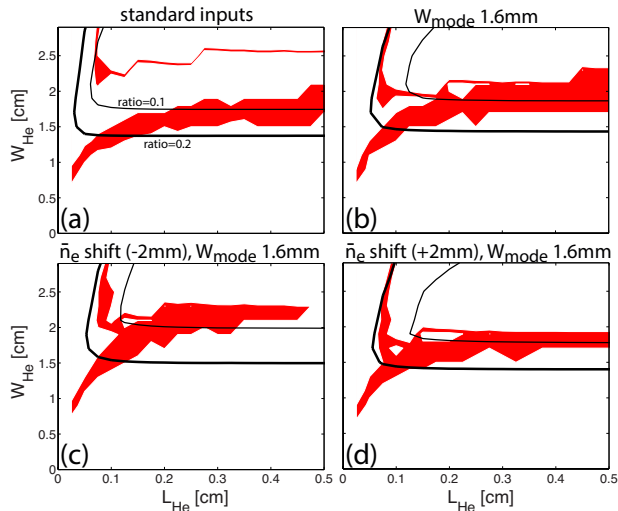 standard inputs
W_mode 1.6mm
W_He [cm]
2.5
2
1.5
1
0.5
0
ratio=0.1
ratio=0.2
(a)
(b)
n̄_e shift (-2mm), W_mode 1.6mm
n̄_e shift (+2mm), W_mode 1.6mm
W_He [cm]
2.5
2
1.5
1
0.5
0
(c)
(d)
0 0.1 0.2 0.3 0.4 0.5
0 0.1 0.2 0.3 0.4 0.5
L_He [cm]
L_He [cm]